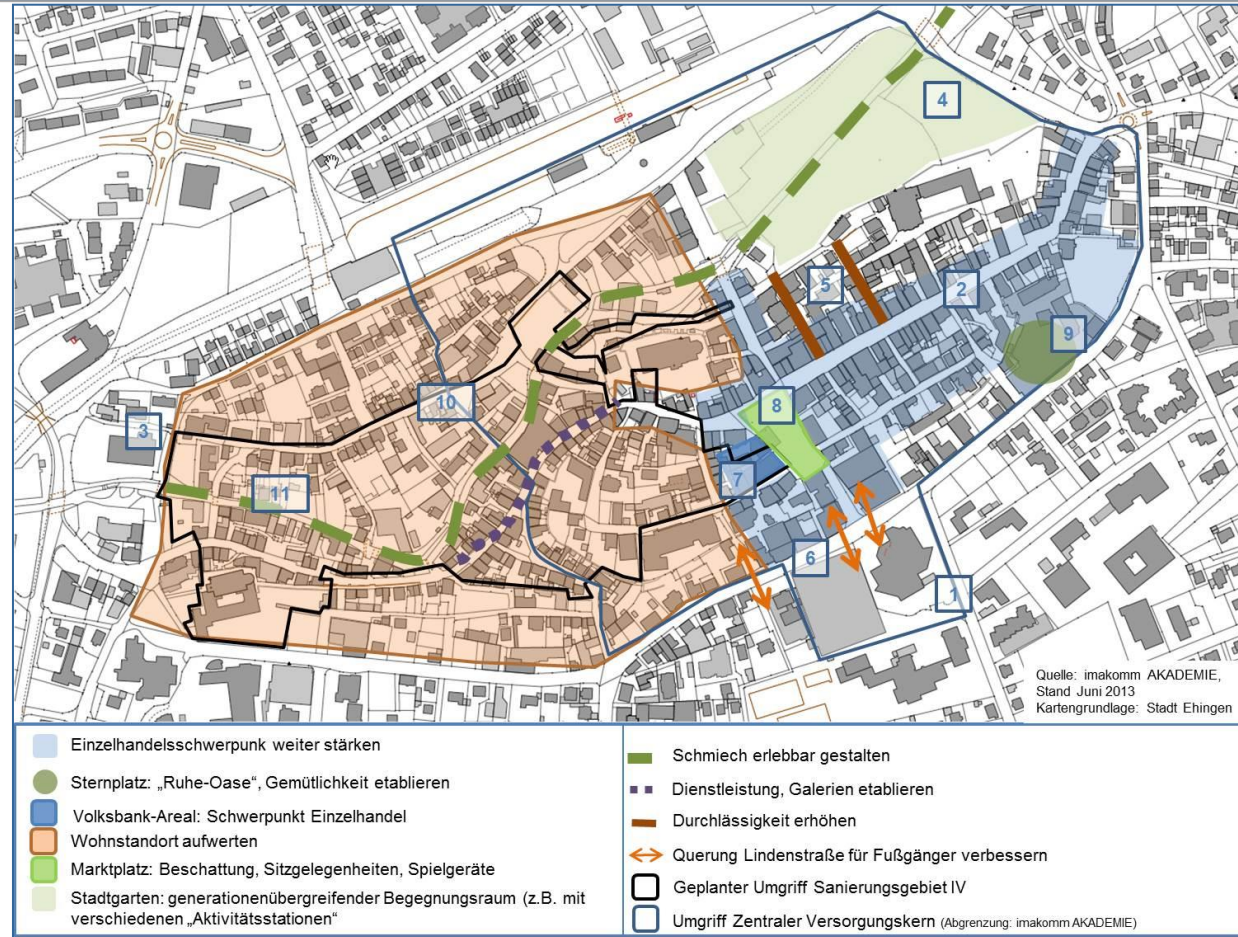 4
2
5
9
8
10
3
7
11
6
1
Quelle: imakomm AKADEMIE,
Stand Juni 2013
Kartengrundlage: Stadt Ehingen
Einzelhandelsschwerpunk weiter stärken
Sternplatz: „Ruhe-Oase“, Gemütlichkeit etablieren
Volksbank-Areal: Schwerpunkt Einzelhandel
Wohnstandort aufwerten
Marktplatz: Beschattung, Sitzgelegenheiten, Spielgeräte
Stadtgarten: generationenübergreifender Begegnungsraum (z.B. mit
verschiedenen „Aktivitätsstationen“
Schmiech erlebbar gestalten
Dienstleistung, Galerien etablieren
Durchlässigkeit erhöhen
Querung Lindenstraße für Fußgänger verbessern
Geplanter Umgriff Sanierungsgebiet IV
Umgriff Zentraler Versorgungskern (Abgrenzung: imakomm AKADEMIE)